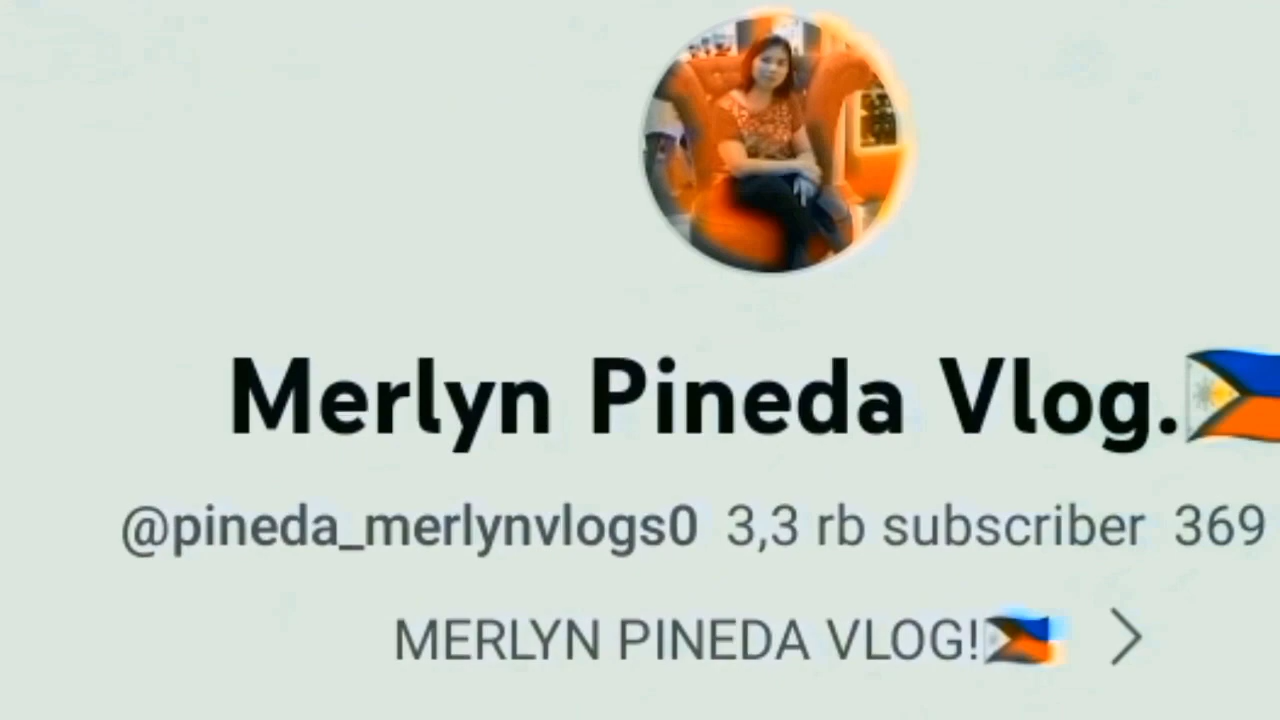 Merlyn Pineda Vlog.🇵🇭
@pineda_merlynvlogs0 3,3 rb subscriber 369
MERLYN PINEDA VLOG!🇵🇭